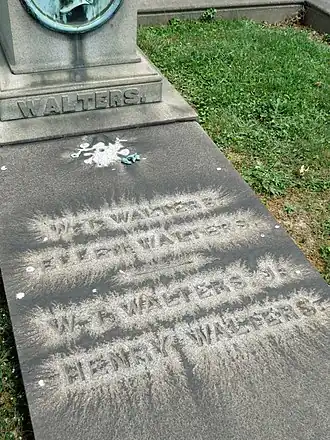 WALTERS.
W. T. WALTERS.
ELLEN WALTERS.
W. T. WALTERS JR.
HENRY WALTERS.